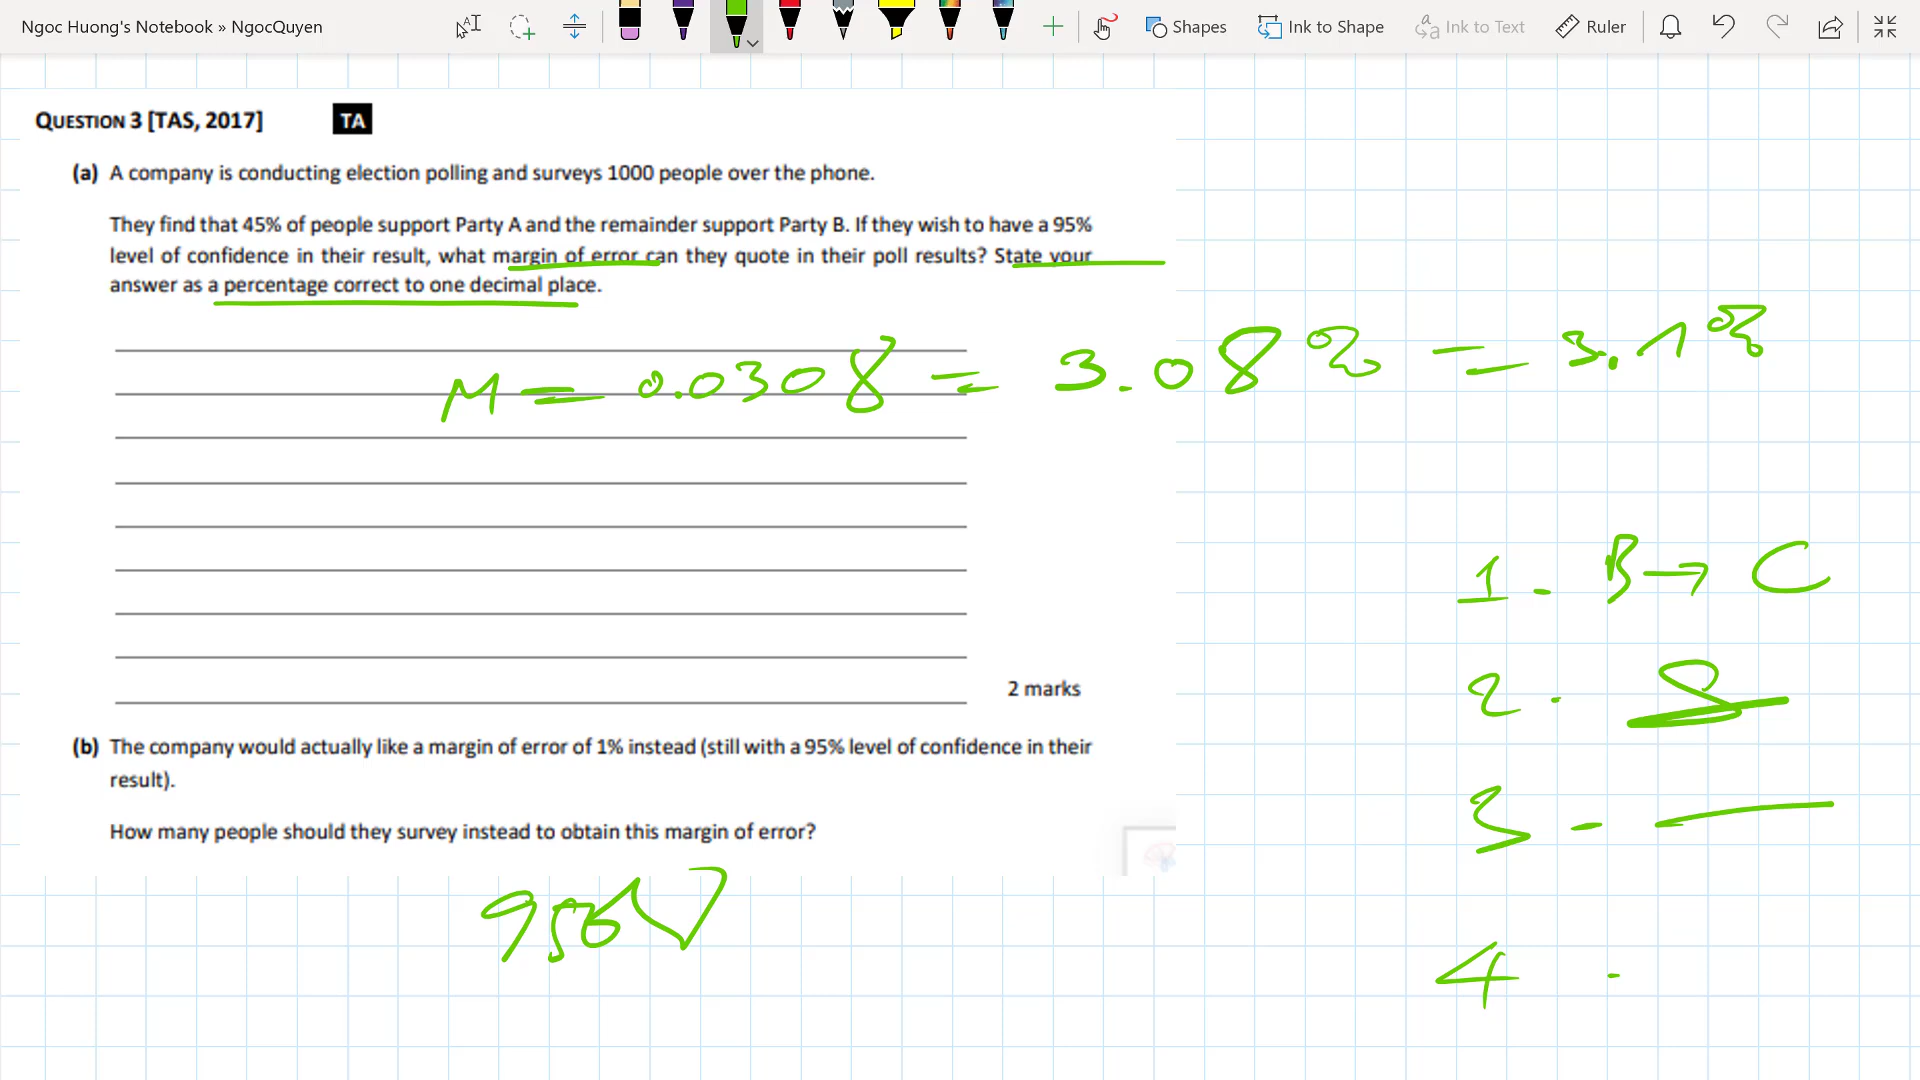 Ngoc Huong's Notebook » NgocQuyen
Shapes
Ink to Shape
Ink to Text
Ruler
QUESTION 3 [TAS, 2017] TA
(a) A company is conducting election polling and surveys 1000 people over the phone.
They find that 45% of people support Party A and the remainder support Party B. If they wish to have a 95%
level of confidence in their result, what margin of error can they quote in their poll results? State your
answer as a percentage correct to one decimal place.
M = 0.0308 = 3.08% = 3.1%
2 marks
(b) The company would actually like a margin of error of 1% instead (still with a 95% level of confidence in their
result).
How many people should they survey instead to obtain this margin of error?
1. B → C
2.
3 -
4 .